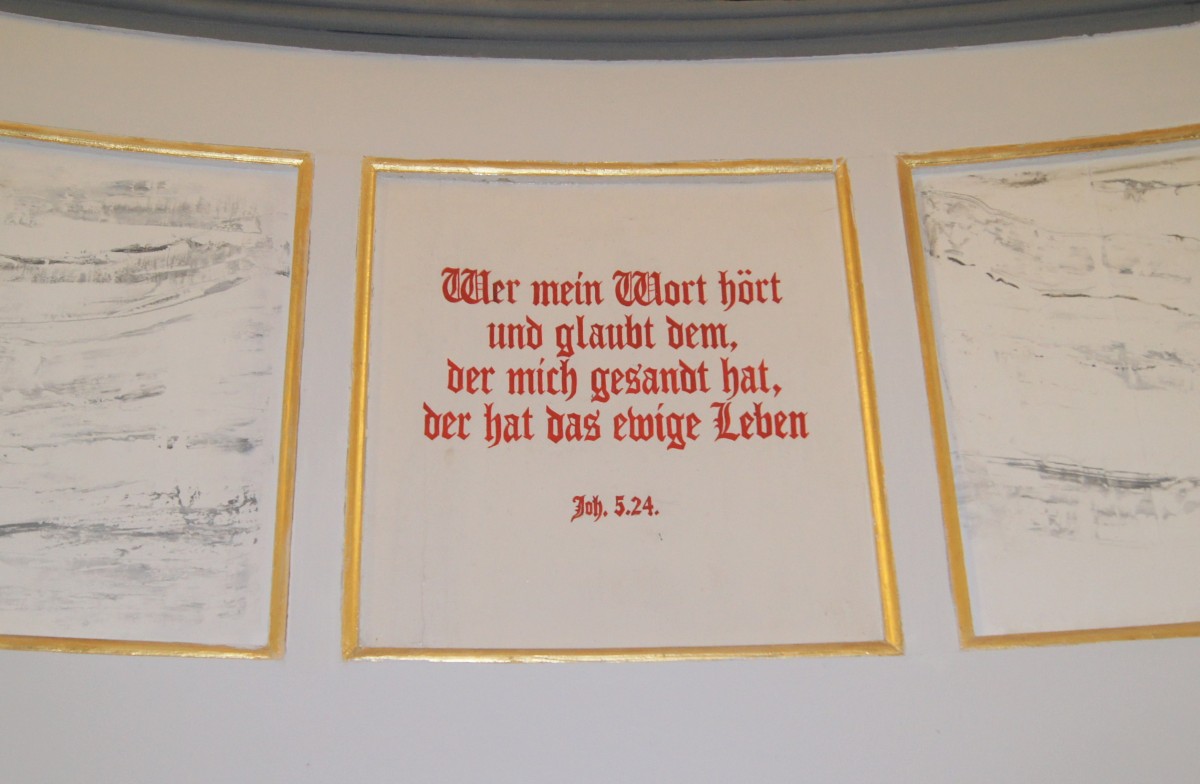 Wer mein Wort hört
und glaubt dem,
der mich gesandt hat,
der hat das ewige Leben
Joh. 5.24.